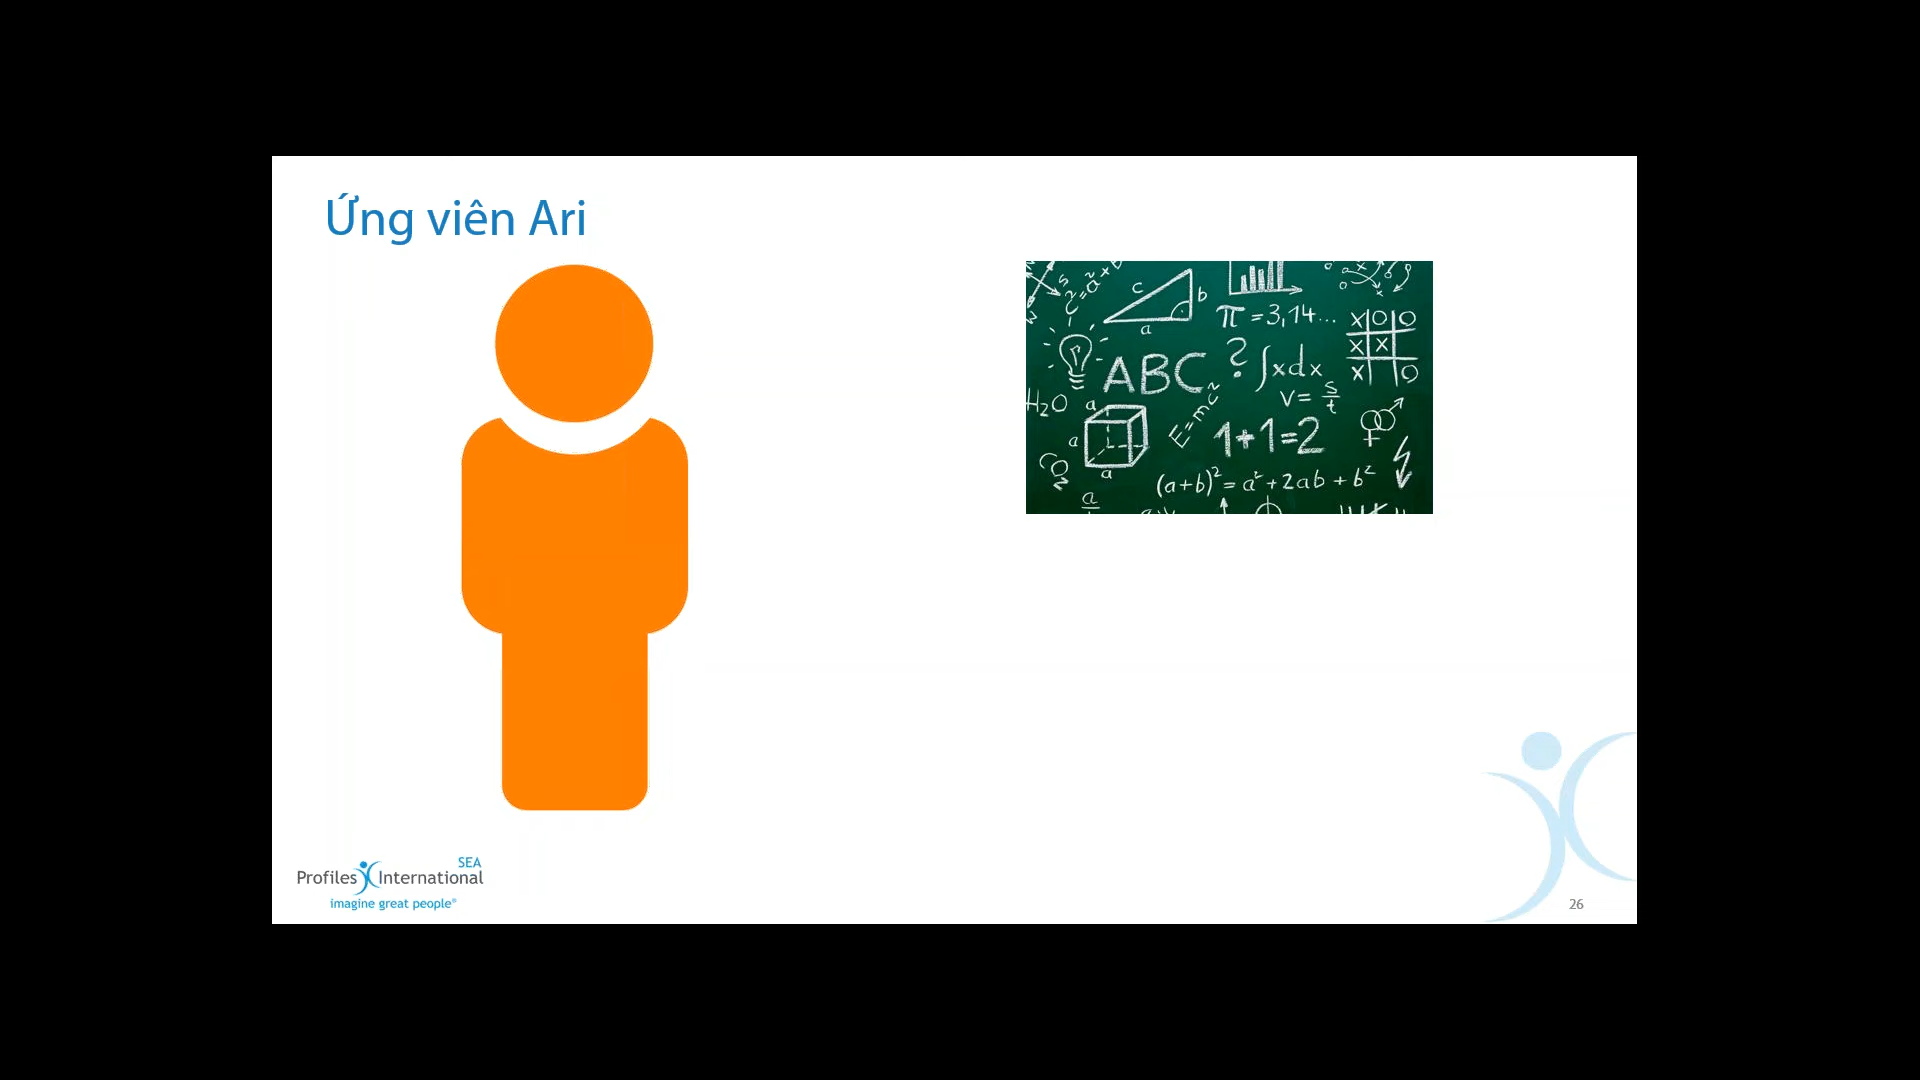 Ứng viên Ari
c
b
a
π = 3,14...
X O O
X X
X O
ABC
? ∫xdx
v = s/t
H₂O
a
a
a
E=mc²
1+1=2
CO₂
(a+b)² = a² + 2ab + b²
a
SEA
Profiles International
imagine great people®
26